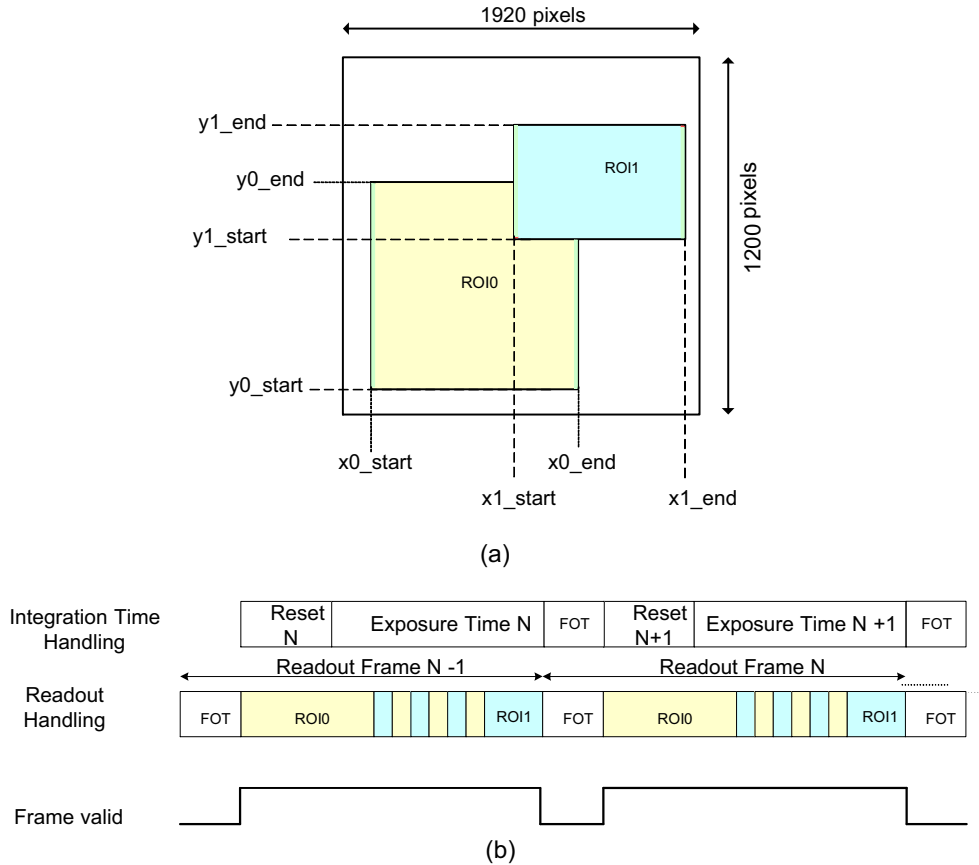 1920 pixels
y1_end
ROI1
y0_end
1200 pixels
y1_start
ROI0
y0_start
x0_start
x0_end
x1_start
x1_end
(a)
Integration Time
Handling
Reset
N
Exposure Time N
FOT
Reset
N+1
Exposure Time N +1
FOT
Readout Frame N -1
Readout Frame N
Readout
Handling
FOT
ROI0
ROI1
FOT
ROI0
ROI1
FOT
Frame valid
(b)